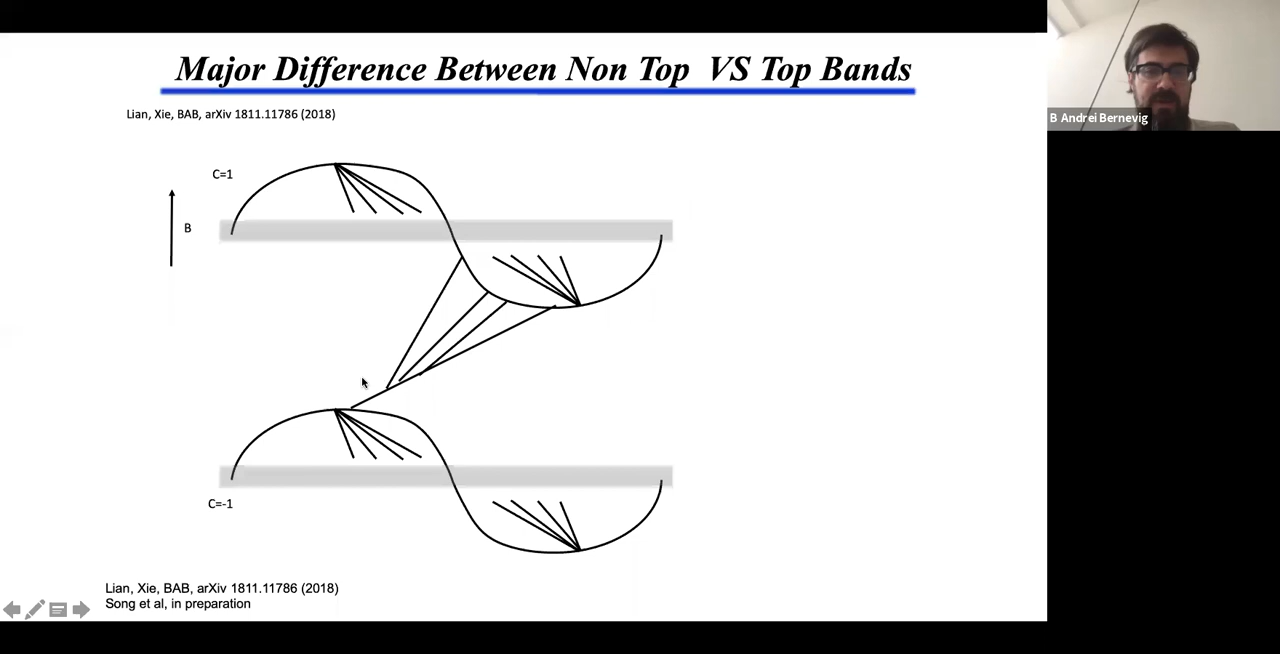 Major Difference Between Non Top VS Top Bands
Lian, Xie, BAB, arXiv 1811.11786 (2018)
B Andrei Bernevig
C=1
B
C=-1
Lian, Xie, BAB, arXiv 1811.11786 (2018)
Song et al, in preparation